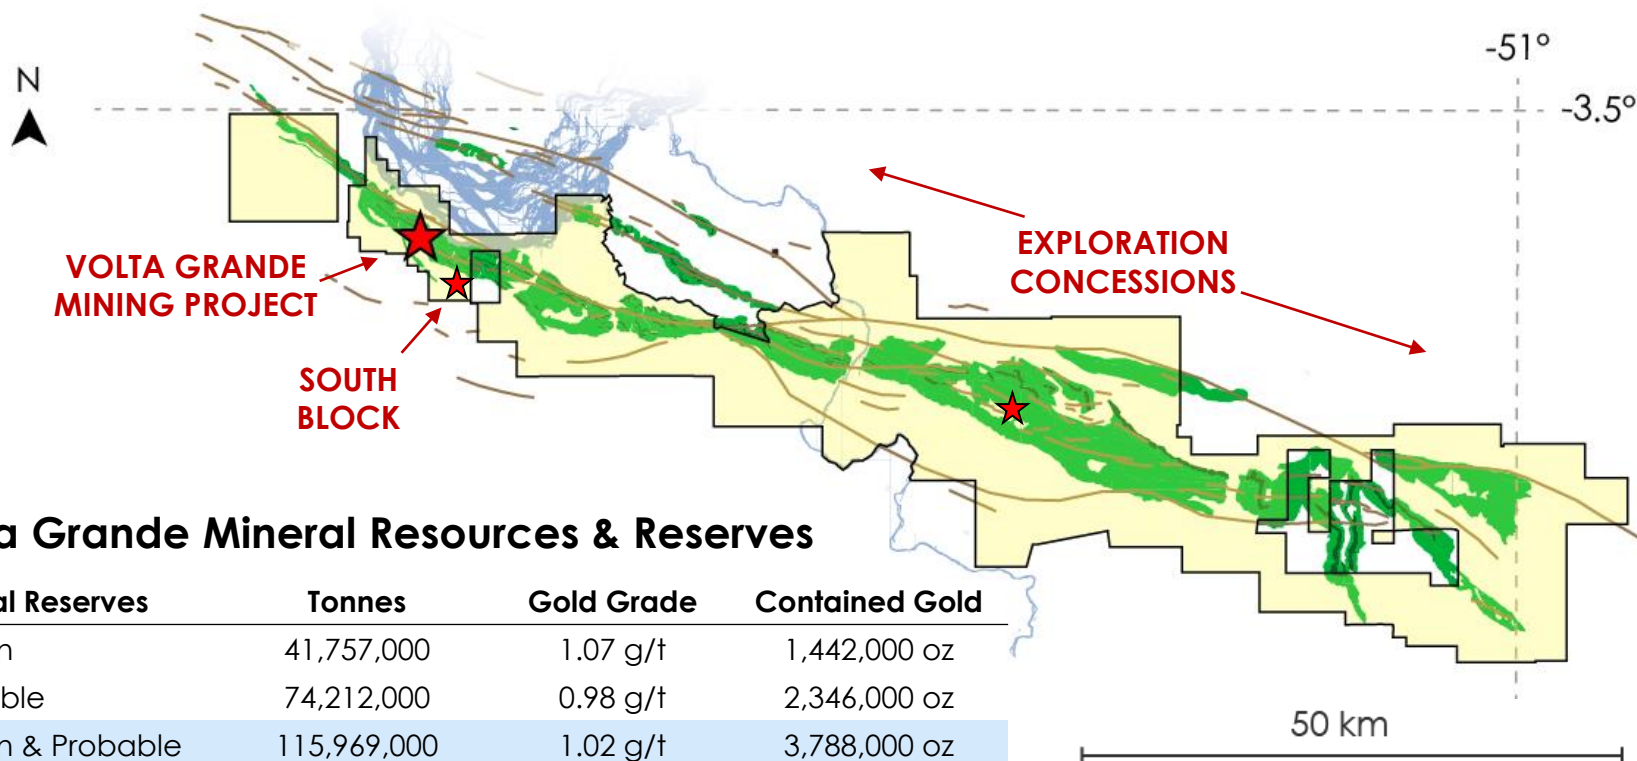 -51°
N
-3.5°
EXPLORATION
CONCESSIONS
VOLTA GRANDE
MINING PROJECT
SOUTH
BLOCK
a Grande Mineral Resources & Reserves
al Reserves Tonnes Gold Grade Contained Gold
n 41,757,000 1.07 g/t 1,442,000 oz
ble 74,212,000 0.98 g/t 2,346,000 oz
n & Probable 115,969,000 1.02 g/t 3,788,000 oz
50 km